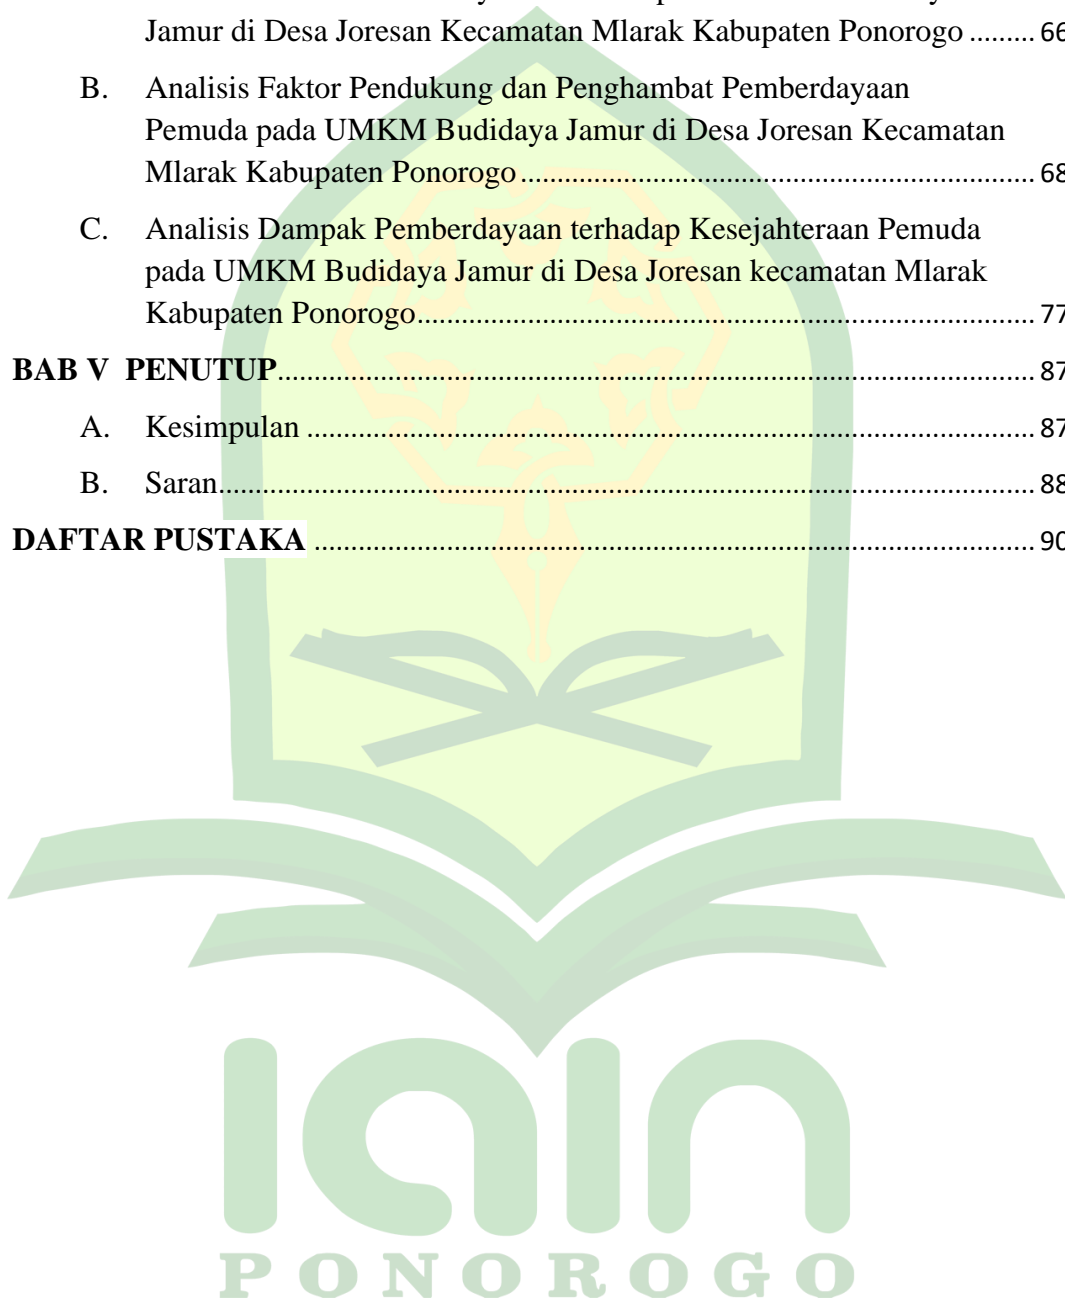 Jamur di Desa Joresan Kecamatan Mlarak Kabupaten Ponorogo ......... 66
B. Analisis Faktor Pendukung dan Penghambat Pemberdayaan
Pemuda pada UMKM Budidaya Jamur di Desa Joresan Kecamatan
Mlarak Kabupaten Ponorogo ........................................................................ 68
C. Analisis Dampak Pemberdayaan terhadap Kesejahteraan Pemuda
pada UMKM Budidaya Jamur di Desa Joresan kecamatan Mlarak
Kabupaten Ponorogo..................................................................................... 77
BAB V PENUTUP......................................................................................................... 87
A. Kesimpulan ..................................................................................................... 87
B. Saran................................................................................................................. 88
DAFTAR PUSTAKA .................................................................................................... 90
IAIN
PONOROGO